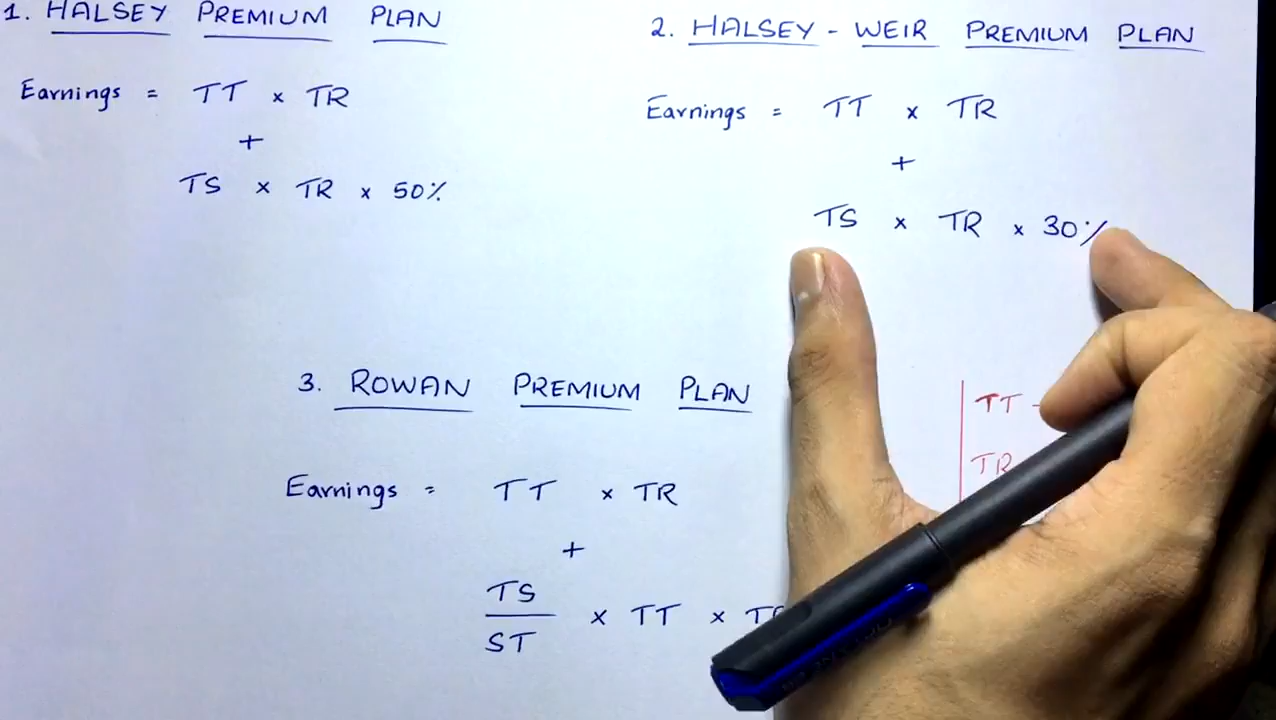 1. HALSEY PREMIUM PLAN
Earnings = TT × TR
+
TS × TR × 50%
2. HALSEY - WEIR PREMIUM PLAN
Earnings = TT × TR
+
TS × TR × 30%
3. ROWAN PREMIUM PLAN
Earnings = TT × TR
+
TS
ST × TT ×
TT -
TR